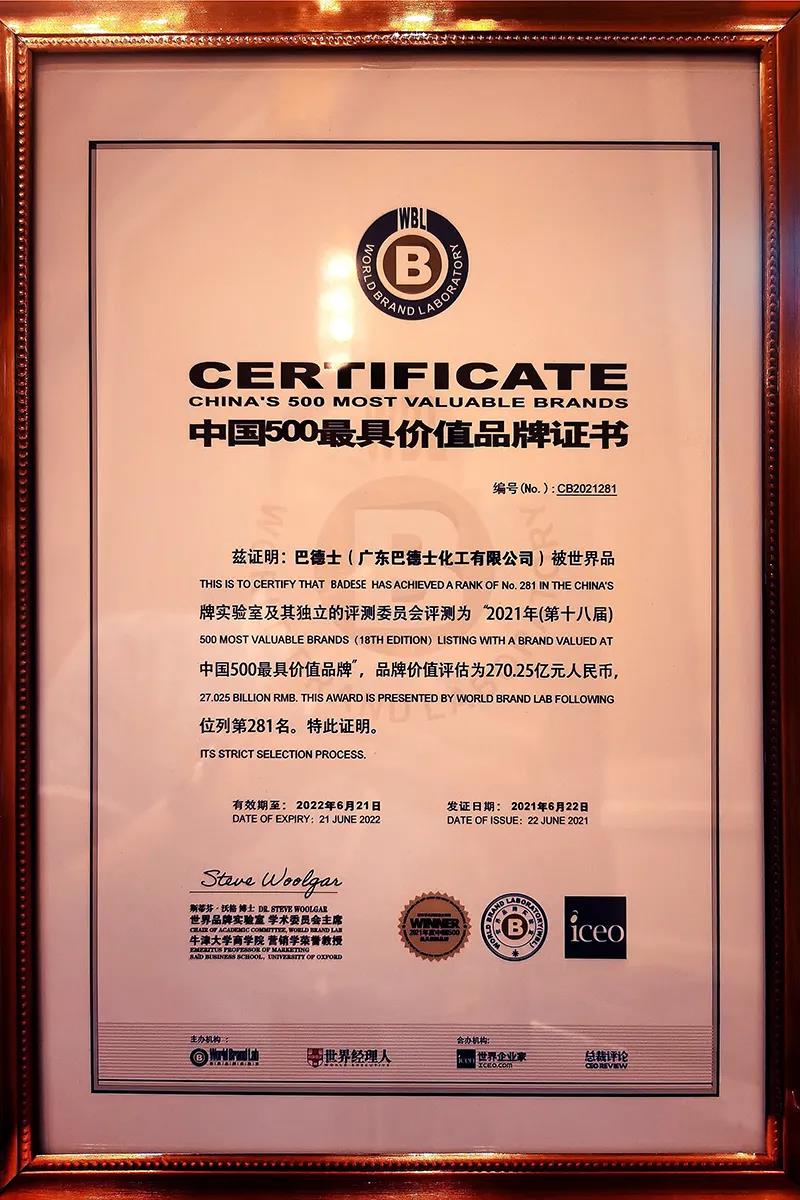 WBL
B
WORLD BRAND LABORATORY
CERTIFICATE
CHINA'S 500 MOST VALUABLE BRANDS
中国500最具价值品牌证书
编号(No.):CB2021281
兹证明:巴德士(广东巴德士化工有限公司)被世界品
THIS IS TO CERTIFY THAT BADESE HAS ACHIEVED A RANK OF No. 281 IN THE CHINA'S
牌实验室及其独立的评测委员会评测为“2021年(第十八届)
500 MOST VALUABLE BRANDS (18TH EDITION) LISTING WITH A BRAND VALUED AT
中国500最具价值品牌”,品牌价值评估为270.25亿元人民币,
27.025 BILLION RMB. THIS AWARD IS PRESENTED BY WORLD BRAND LAB FOLLOWING
位列第281名。特此证明。
ITS STRICT SELECTION PROCESS.
有效期至:2022年6月21日
DATE OF EXPIRY: 21 JUNE 2022
发证日期:2021年6月22日
DATE OF ISSUE: 22 JUNE 2021
Steve Woolgar
斯蒂芬·沃格 博士 DR. STEVE WOOLGAR
世界品牌实验室 学术委员会主席
CHAIR OF ACADEMIC COMMITTEE, WORLD BRAND LAB
牛津大学商学院 营销学荣誉教授
EMERITUS PROFESSOR OF MARKETING
SAÏD BUSINESS SCHOOL, UNIVERSITY OF OXFORD
WINNER
WORLD BRAND LABORATORY(WBL)
B
iceo
主办机构:
World Brand Lab
世界经理人
WORLD EXECUTIVE
合办机构:
iceo 世界企业家
ICEO.COM
总裁评论
CEO REVIEW